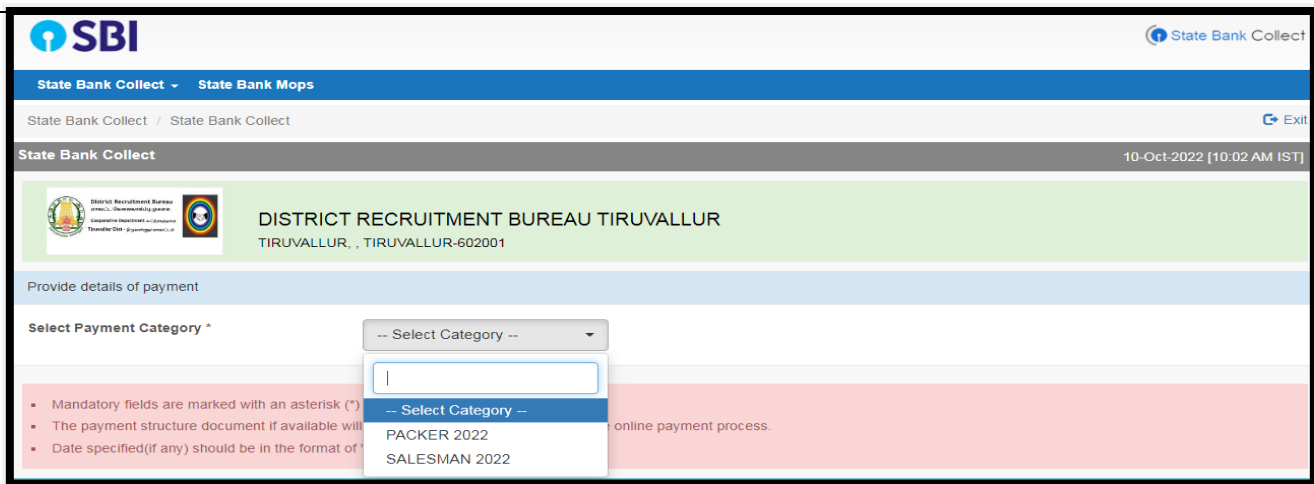 SBI
State Bank Collect
State Bank Collect State Bank Mops
State Bank Collect / State Bank Collect
Exit
State Bank Collect
10-Oct-2022 [10:02 AM IST]
District Recruitment Bureau
Cooperative Department
Tiruvallur Dist -
DISTRICT RECRUITMENT BUREAU TIRUVALLUR
TIRUVALLUR, , TIRUVALLUR-602001
Provide details of payment
Select Payment Category *
-- Select Category --
-- Select Category --
PACKER 2022
SALESMAN 2022
Mandatory fields are marked with an asterisk (*)
The payment structure document if available will online payment process.
Date specified(if any) should be in the format of '